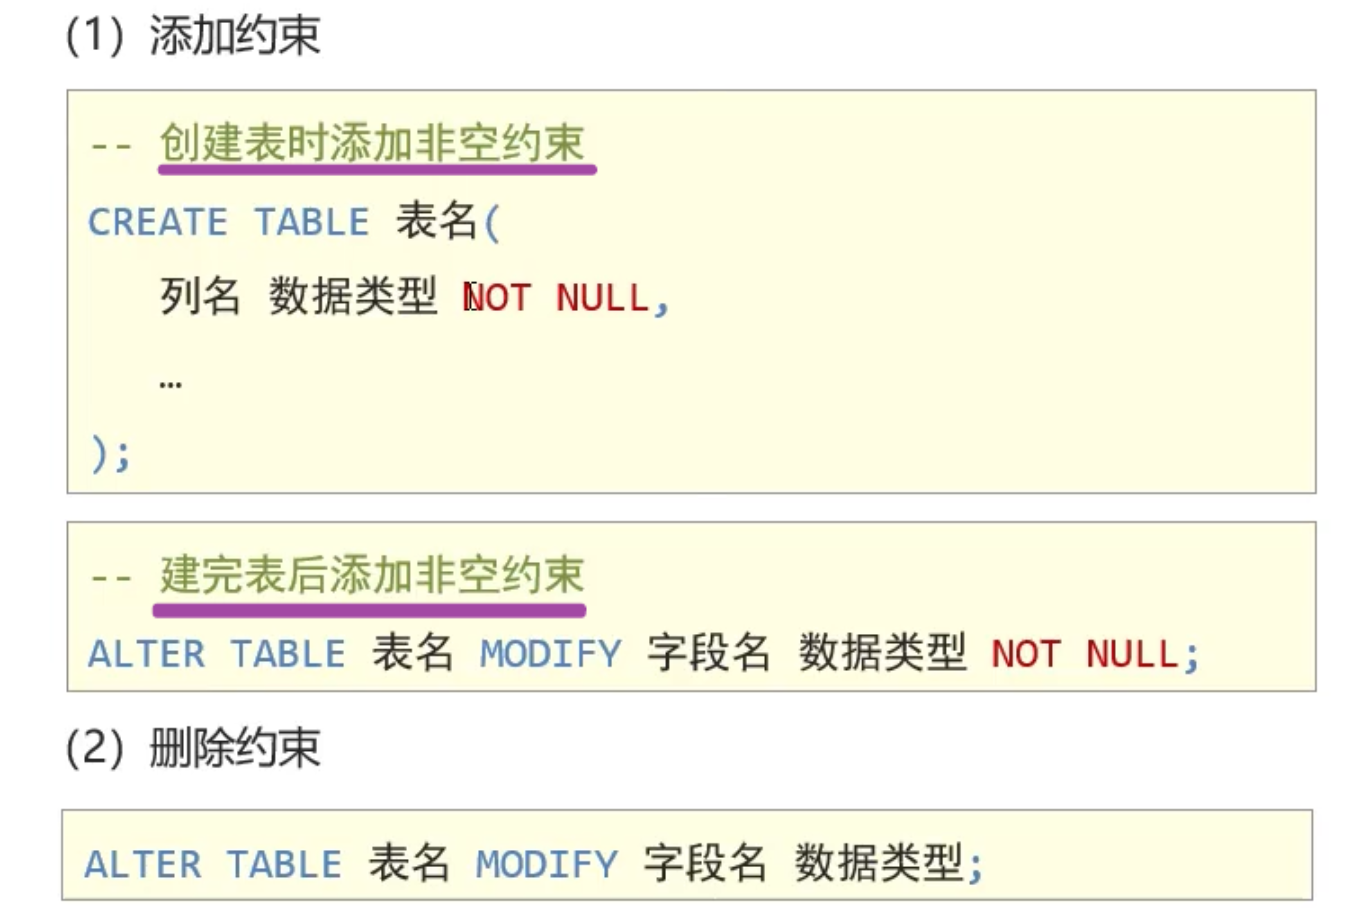 (1) 添加约束
-- 创建表时添加非空约束
CREATE TABLE 表名(
列名 数据类型 NOT NULL,
…
);
-- 建完表后添加非空约束
ALTER TABLE 表名 MODIFY 字段名 数据类型 NOT NULL;
(2) 删除约束
ALTER TABLE 表名 MODIFY 字段名 数据类型;